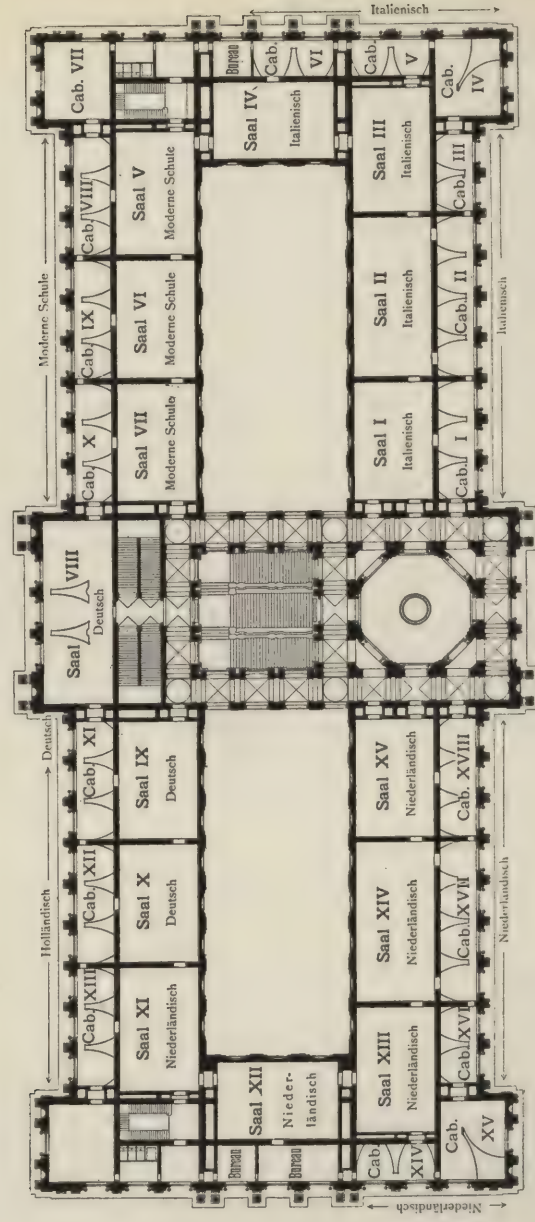 Holländisch
Deutsch
Moderne Schule
Italienisch
Cab. XIII
Cab. XII
Cab. XI
Saal VIII
Deutsch
Cab. X
Cab. IX
Cab. VIII
Cab. VII
Saal XI
Niederländisch
Saal X
Deutsch
Saal IX
Deutsch
Saal VII
Moderne Schule
Saal VI
Moderne Schule
Saal V
Moderne Schule
Bureau
Bureau
Saal XII
Nieder-
ländisch
Saal IV
Italienisch
Bureau
Cab. VI
Cab. XIV
Saal XIII
Niederländisch
Saal XIV
Niederländisch
Saal XV
Niederländisch
Saal I
Italienisch
Saal II
Italienisch
Saal III
Italienisch
Cab. V
Cab. XV
Cab. XVI
Cab. XVII
Cab. XVIII
Cab. I
Cab. II
Cab. III
Cab. IV
Niederländisch
Niederländisch
Italienisch